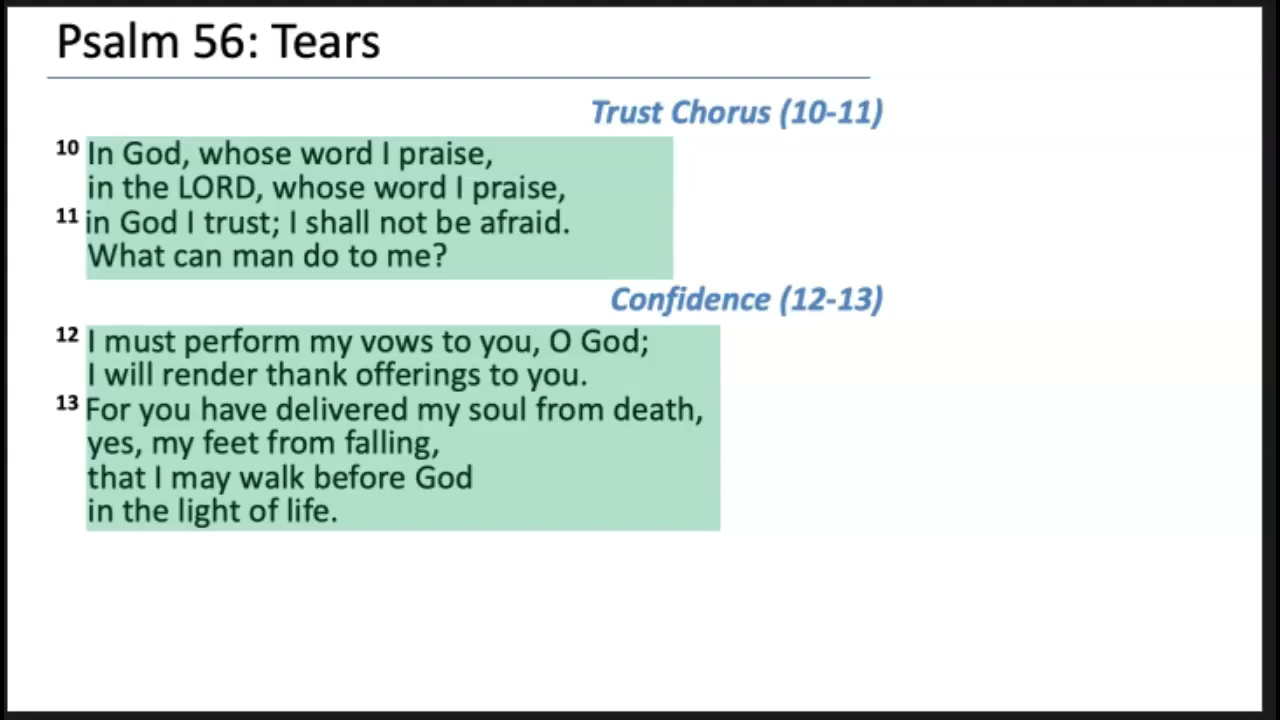 Psalm 56: Tears
Trust Chorus (10-11)
10 In God, whose word I praise,
in the LORD, whose word I praise,
11 in God I trust; I shall not be afraid.
What can man do to me?
Confidence (12-13)
12 I must perform my vows to you, O God;
I will render thank offerings to you.
13 For you have delivered my soul from death,
yes, my feet from falling,
that I may walk before God
in the light of life.